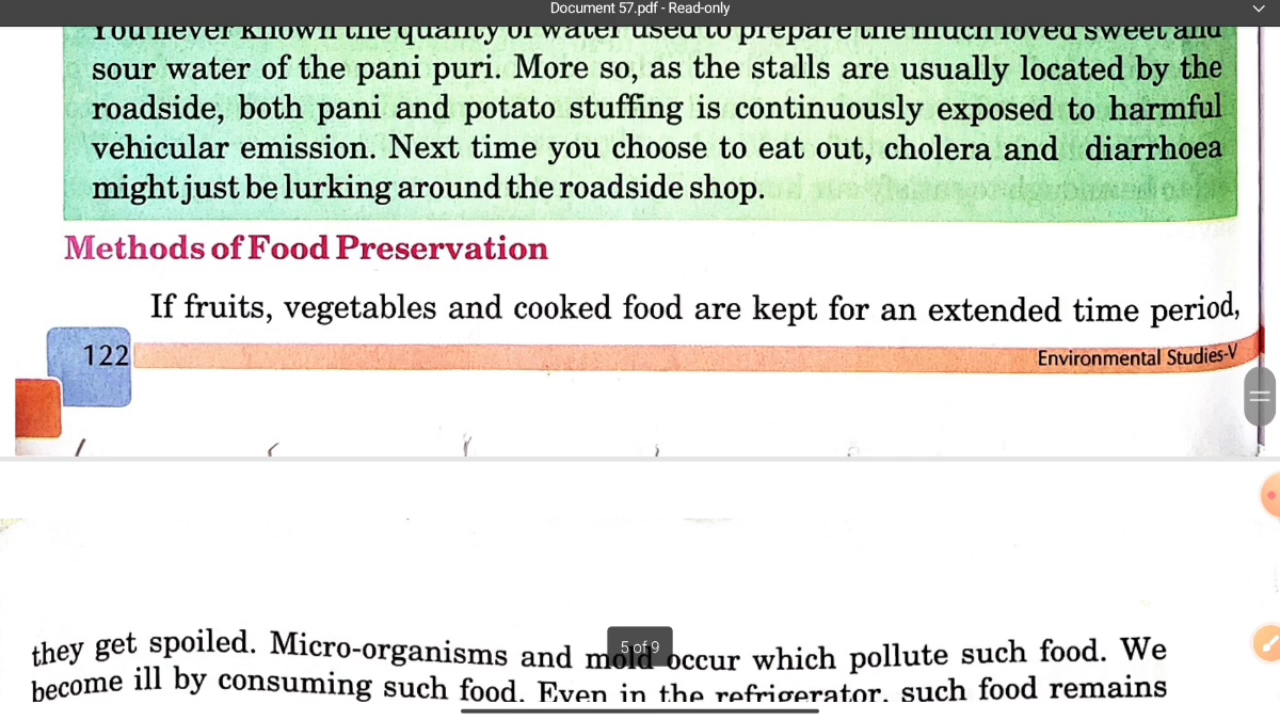 Document 57.pdf - Read-only
You never known the quality of water used to prepare the much loved sweet and
sour water of the pani puri. More so, as the stalls are usually located by the
roadside, both pani and potato stuffing is continuously exposed to harmful
vehicular emission. Next time you choose to eat out, cholera and diarrhoea
might just be lurking around the roadside shop.
Methods of Food Preservation
If fruits, vegetables and cooked food are kept for an extended time period,
122
Environmental Studies-V
5 of 9
they get spoiled. Micro-organisms and mold occur which pollute such food. We
become ill by consuming such food. Even in the refrigerator, such food remains